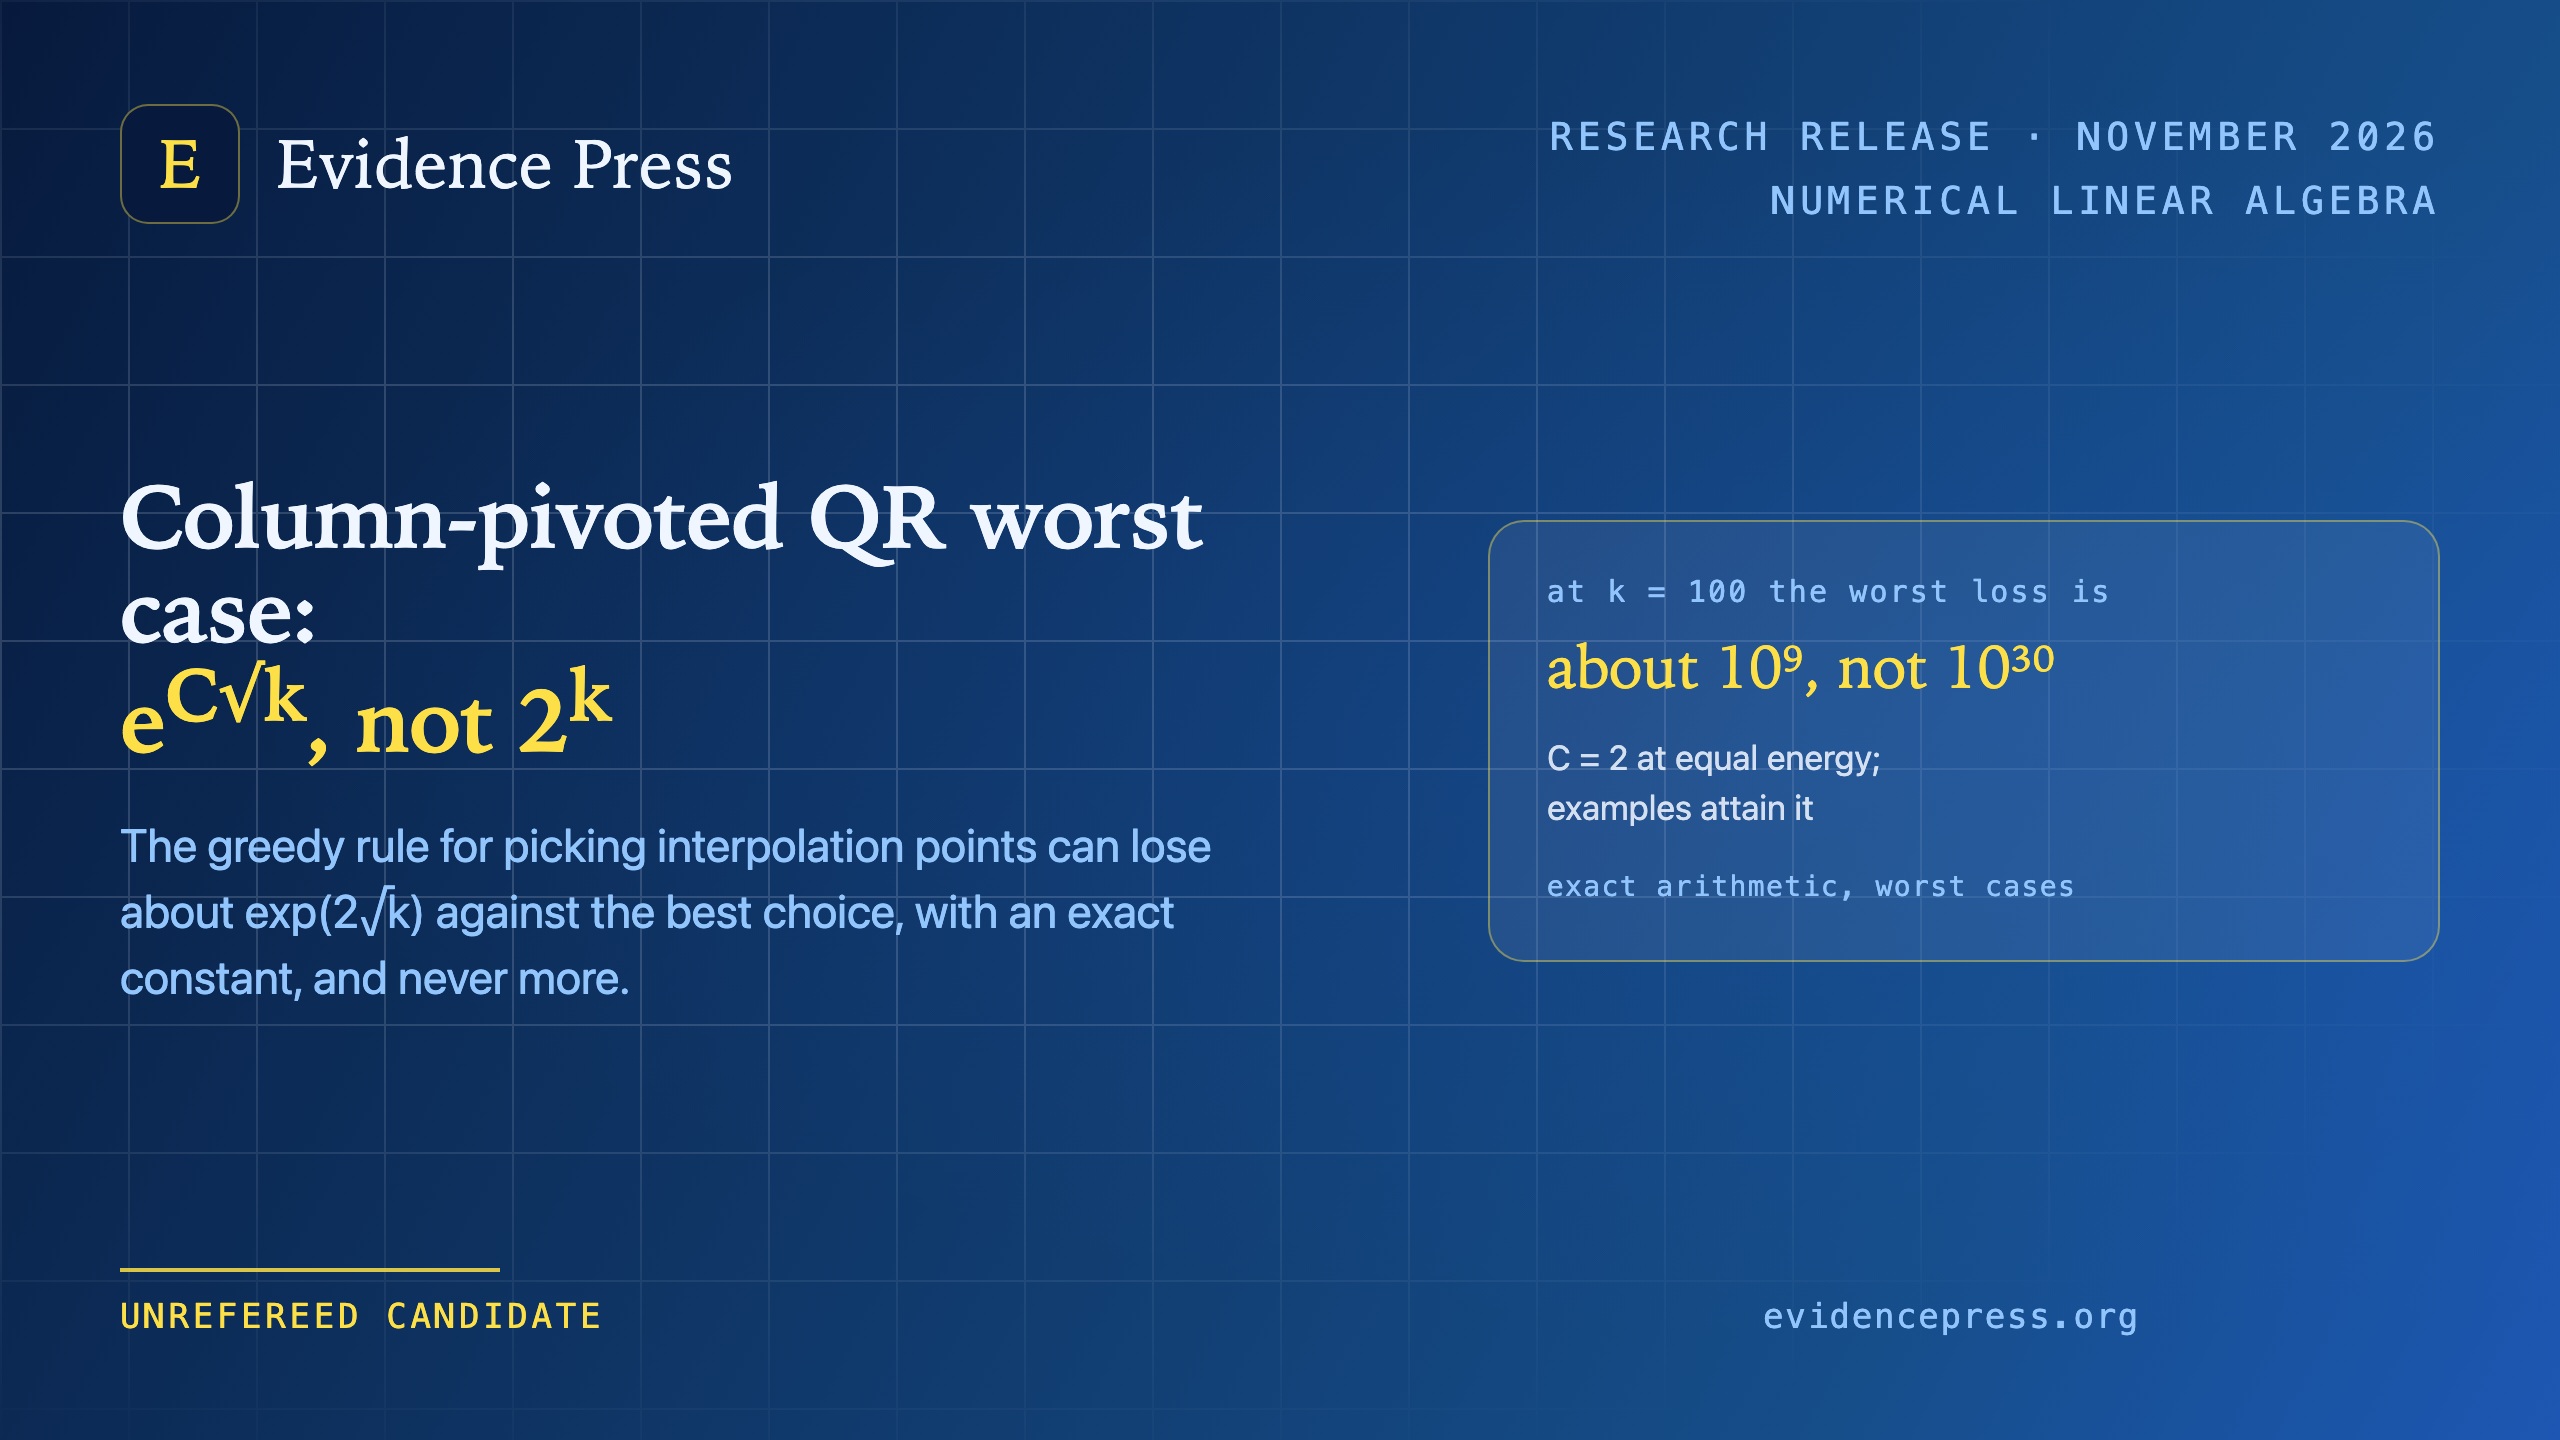 E Evidence Press
RESEARCH RELEASE · NOVEMBER 2026
NUMERICAL LINEAR ALGEBRA
Column-pivoted QR worst
case:
e^C√k, not 2^k
The greedy rule for picking interpolation points can lose
about exp(2√k) against the best choice, with an exact
constant, and never more.
at k = 100 the worst loss is
about 10⁹, not 10³⁰
C = 2 at equal energy;
examples attain it
exact arithmetic, worst cases
UNREFEREED CANDIDATE
evidencepress.org